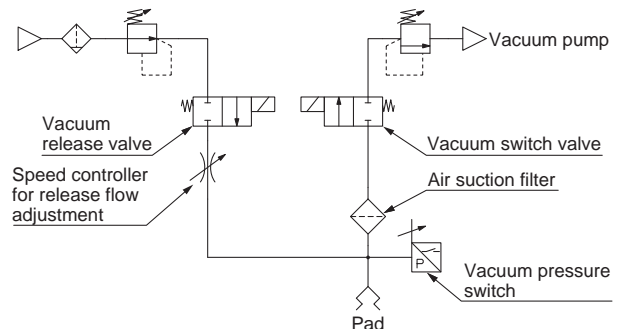 Vacuum pump
Vacuum
release valve
Vacuum switch valve
Speed controller
for release flow
adjustment
Air suction filter
P
Vacuum pressure
switch
Pad